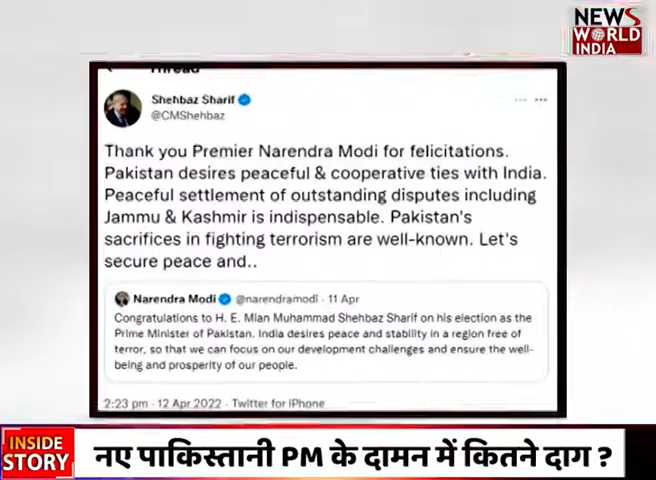 NEWS
WORLD
INDIA
Thread
Shehbaz Sharif
@CMShehbaz
Thank you Premier Narendra Modi for felicitations.
Pakistan desires peaceful & cooperative ties with India.
Peaceful settlement of outstanding disputes including
Jammu & Kashmir is indispensable. Pakistan's
sacrifices in fighting terrorism are well-known. Let's
secure peace and..
Narendra Modi @narendramodi · 11 Apr
Congratulations to H. E. Mian Muhammad Shehbaz Sharif on his election as the
Prime Minister of Pakistan. India desires peace and stability in a region free of
terror, so that we can focus on our development challenges and ensure the well-
being and prosperity of our people.
2:23 pm · 12 Apr 2022 · Twitter for iPhone
INSIDE
STORY
नए पाकिस्तानी PM के दामन में कितने दाग ?